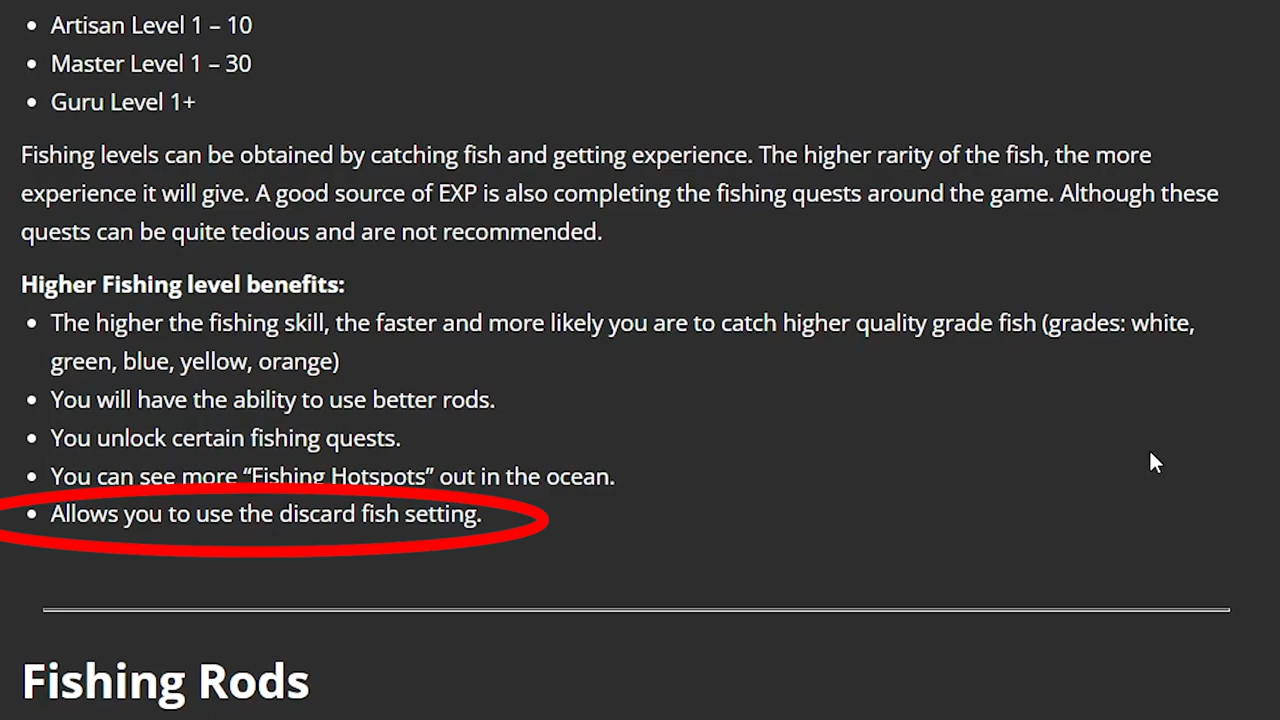 Artisan Level 1 – 10
Master Level 1 – 30
Guru Level 1+
Fishing levels can be obtained by catching fish and getting experience. The higher rarity of the fish, the more
experience it will give. A good source of EXP is also completing the fishing quests around the game. Although these
quests can be quite tedious and are not recommended.
Higher Fishing level benefits:
The higher the fishing skill, the faster and more likely you are to catch higher quality grade fish (grades: white,
green, blue, yellow, orange)
You will have the ability to use better rods.
You unlock certain fishing quests.
You can see more “Fishing Hotspots” out in the ocean.
Allows you to use the discard fish setting.
Fishing Rods